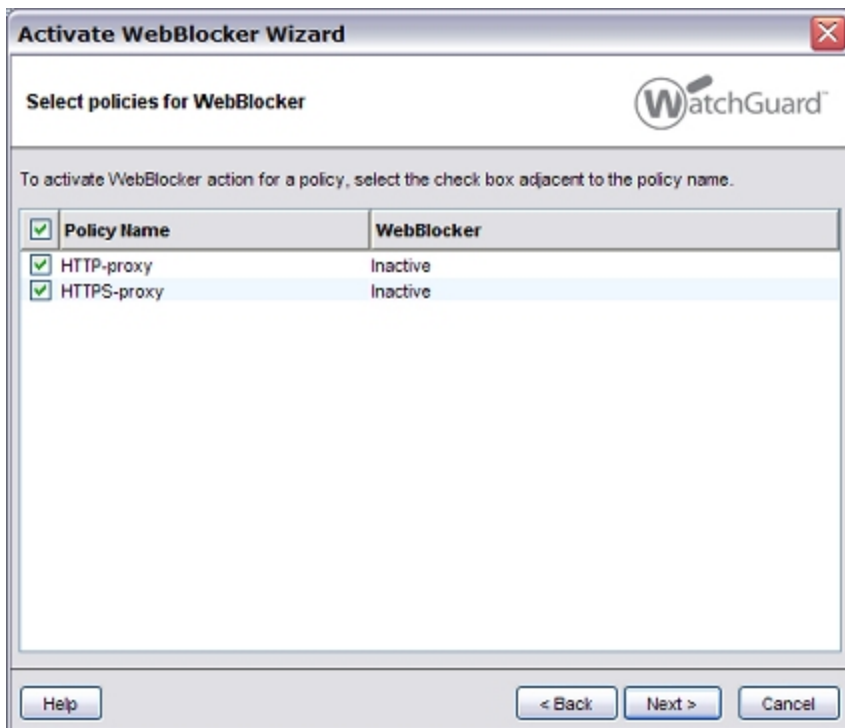 Activate WebBlocker Wizard
Select policies for WebBlocker
WatchGuard
To activate WebBlocker action for a policy, select the check box adjacent to the policy name.
Policy Name WebBlocker
HTTP-proxy Inactive
HTTPS-proxy Inactive
Help < Back Next > Cancel